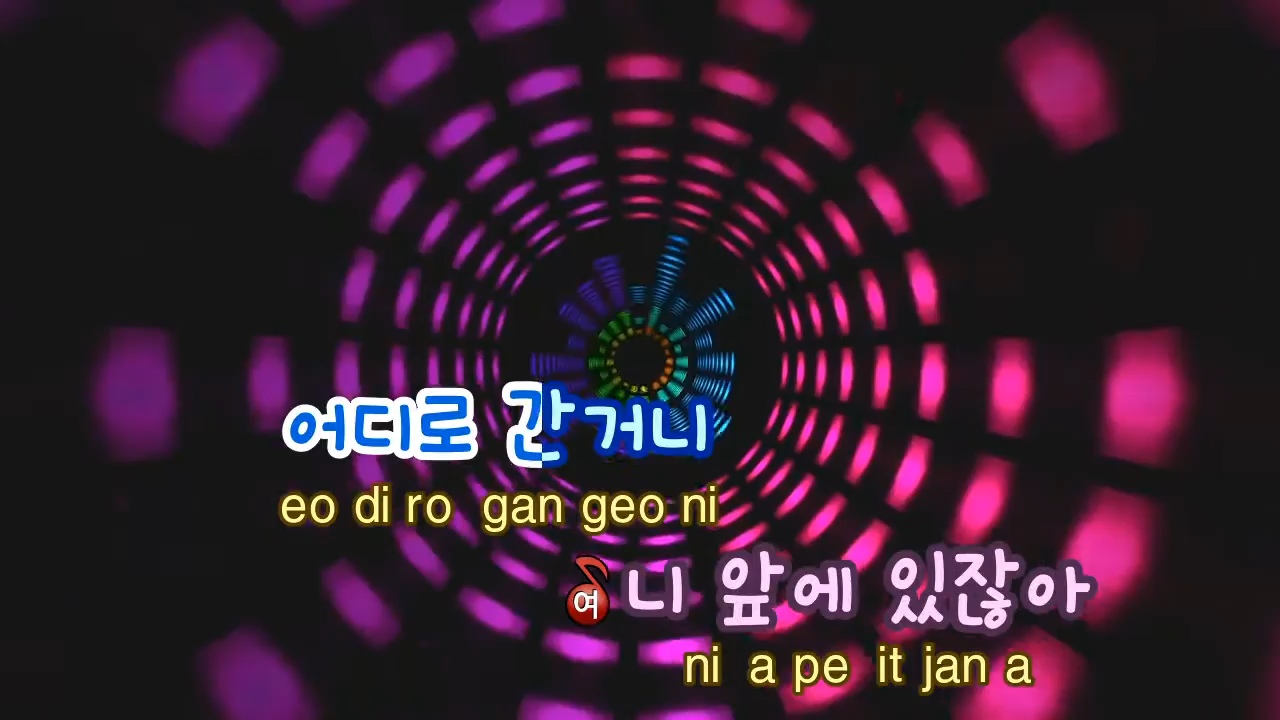 어디로 간거니
eo di ro gan geo ni
여 니 앞에 있잖아
ni a pe it jan a